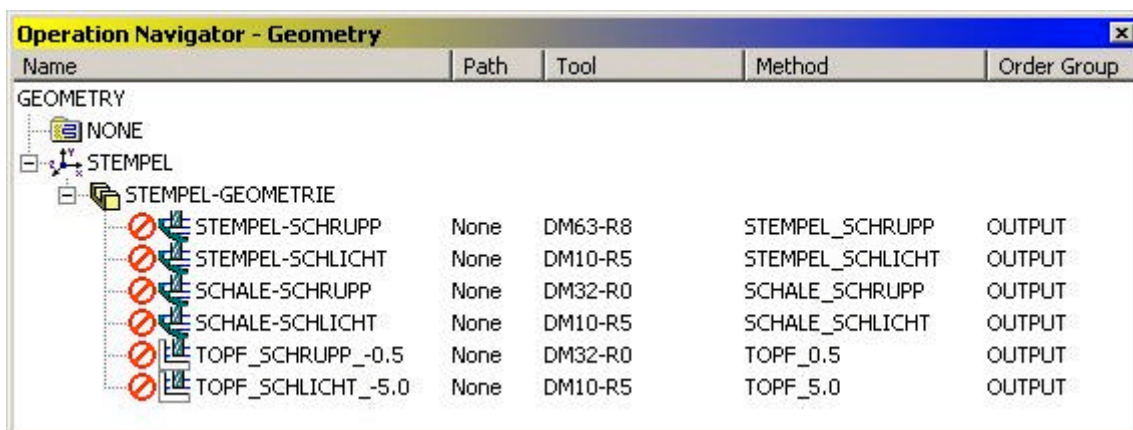 Operation Navigator - Geometry
Name Path Tool Method Order Group
GEOMETRY
NONE
STEMPEL
STEMPEL-GEOMETRIE
STEMPEL-SCHRUPP None DM63-R8 STEMPEL_SCHRUPP OUTPUT
STEMPEL-SCHLICHT None DM10-R5 STEMPEL_SCHLICHT OUTPUT
SCHALE-SCHRUPP None DM32-R0 SCHALE_SCHRUPP OUTPUT
SCHALE-SCHLICHT None DM10-R5 SCHALE_SCHLICHT OUTPUT
TOPF_SCHRUPP_-0.5 None DM32-R0 TOPF_0.5 OUTPUT
TOPF_SCHLICHT_-5.0 None DM10-R5 TOPF_5.0 OUTPUT